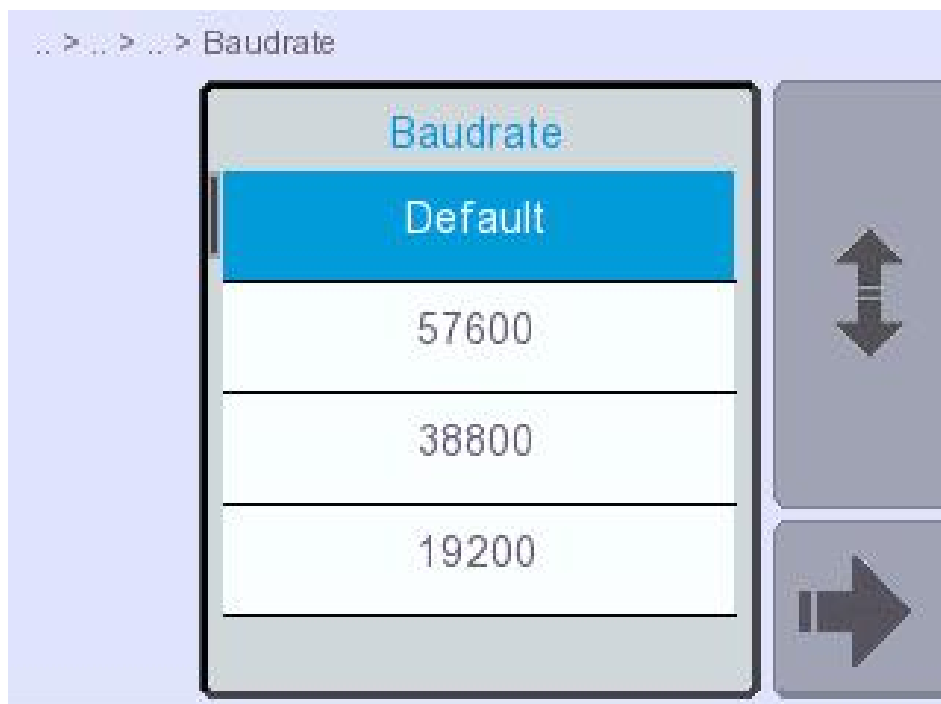 .. > .. > .. > Baudrate
Baudrate
Default
57600
38800
19200